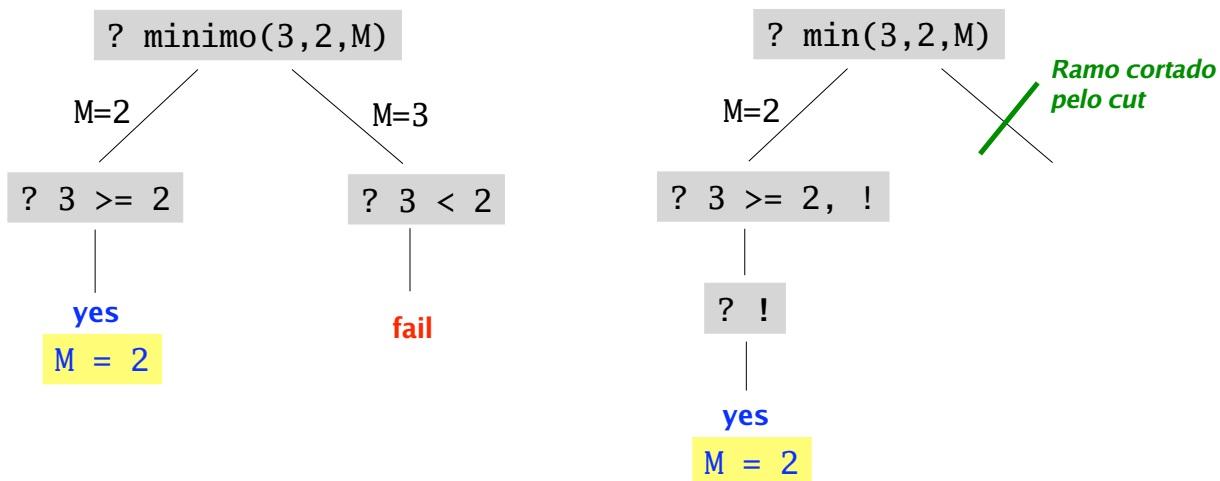 ? minimo(3,2,M)
M=2
M=3
? 3 >= 2
? 3 < 2
yes
M = 2
fail
? min(3,2,M)
Ramo cortado
pelo cut
M=2
? 3 >= 2, !
? !
yes
M = 2